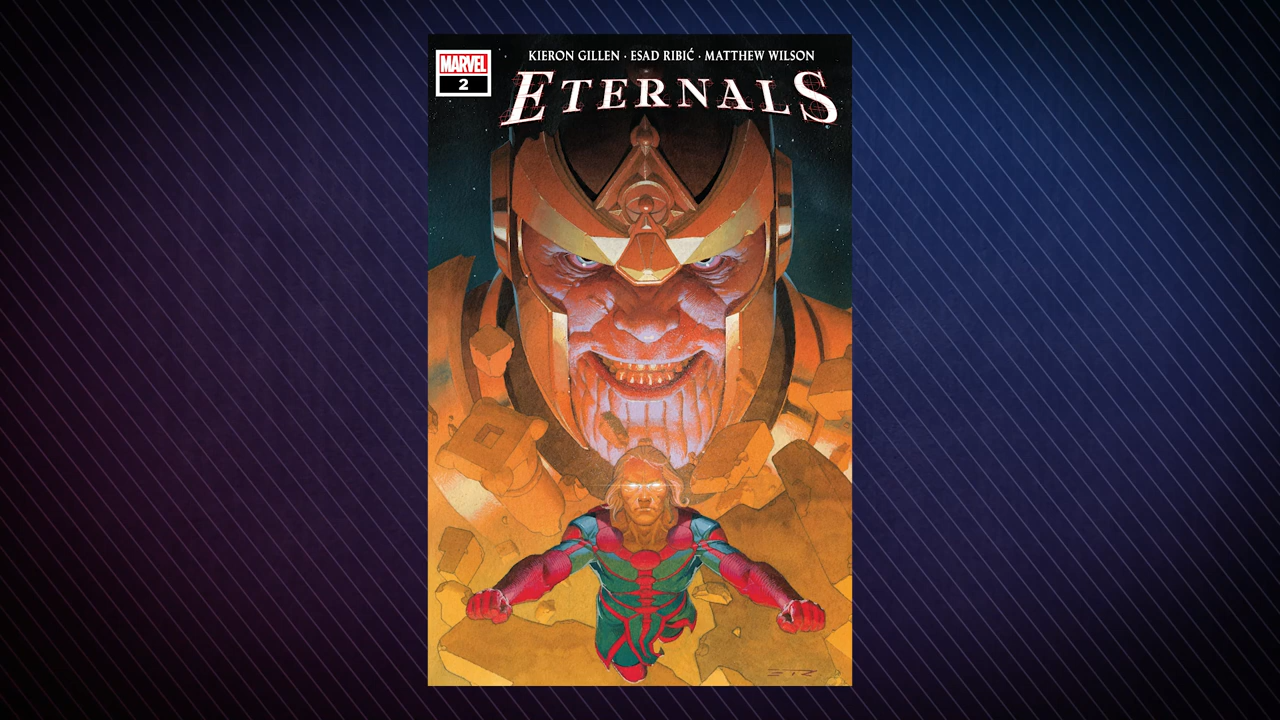 KIERON GILLEN · ESAD RIBIĆ · MATTHEW WILSON
MARVEL
2
ETERNALS